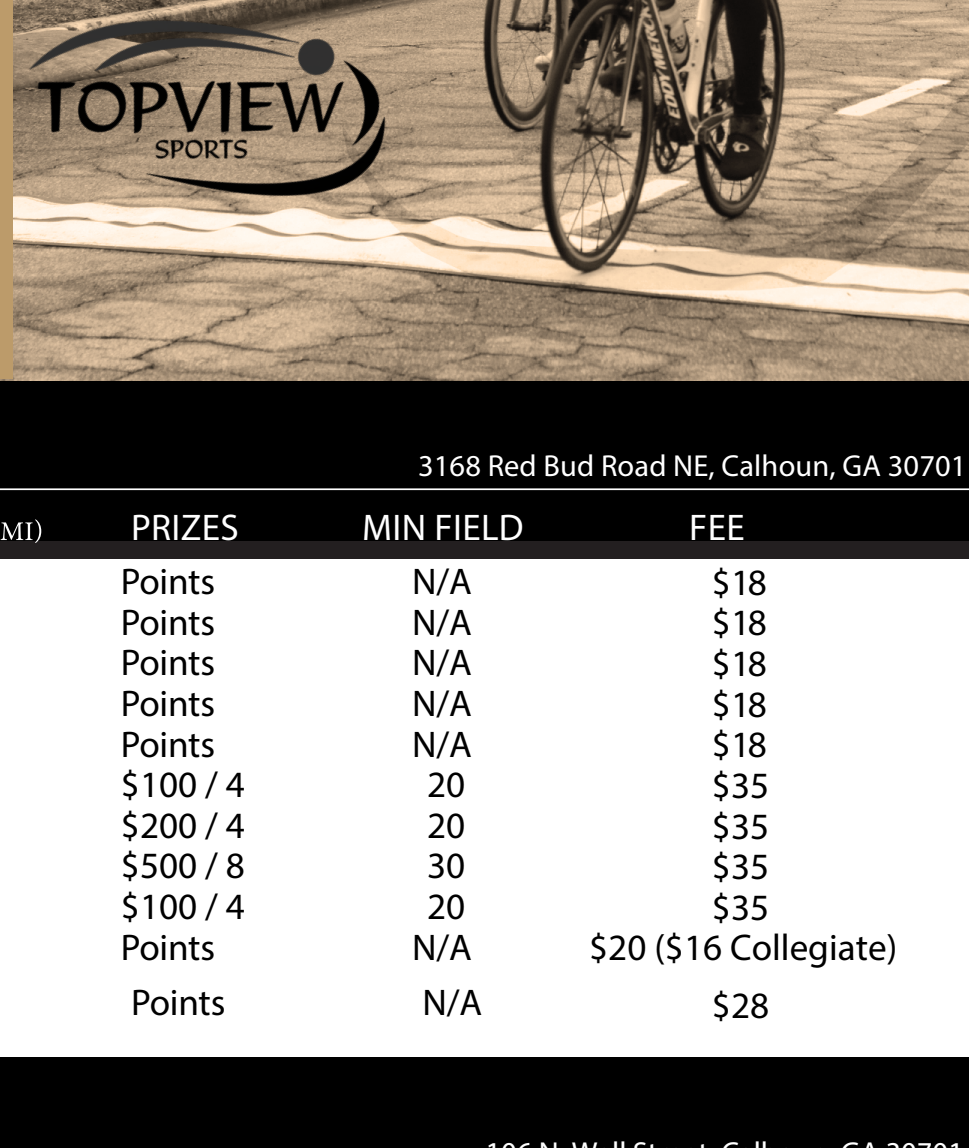 TOPVIEW
SPORTS
EDDY MERCK
3168 Red Bud Road NE, Calhoun, GA 30701
MI) PRIZES MIN FIELD FEE
Points N/A $18
Points N/A $18
Points N/A $18
Points N/A $18
Points N/A $18
$100 / 4 20 $35
$200 / 4 20 $35
$500 / 8 30 $35
$100 / 4 20 $35
Points N/A $20 ($16 Collegiate)
Points N/A $28